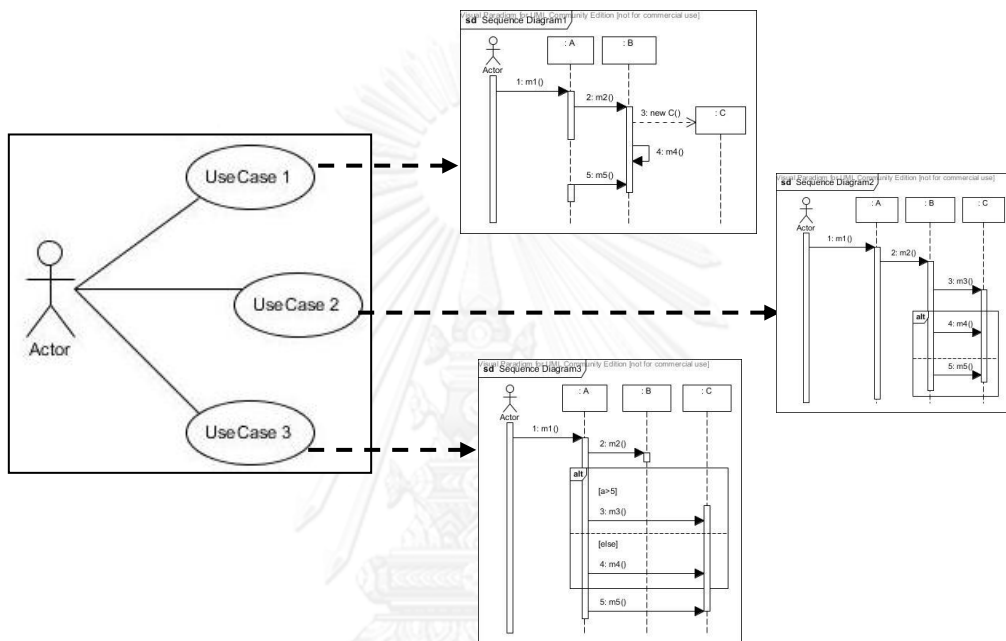 UseCase 1
UseCase 2
UseCase 3
Actor
Visual Paradigm for UML Community Edition [not for commercial use]
sd Sequence Diagram1
Actor
: A
: B
1: m1()
2: m2()
3: new C()
: C
4: m4()
5: m5()
Visual Paradigm for UML Community Edition [not for commercial use]
sd Sequence Diagram2
Actor
: A
: B
: C
1: m1()
2: m2()
3: m3()
alt
4: m4()
5: m5()
Visual Paradigm for UML Community Edition [not for commercial use]
sd Sequence Diagram3
Actor
: A
: B
: C
1: m1()
2: m2()
alt
[a>5]
3: m3()
[else]
4: m4()
5: m5()